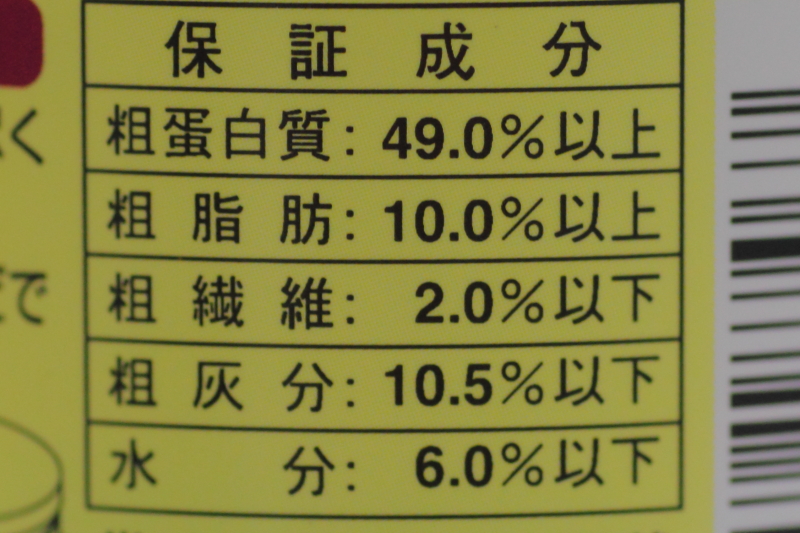 保証成分
粗蛋白質: 49.0%以上
粗脂肪: 10.0%以上
粗繊維: 2.0%以下
粗灰分: 10.5%以下
水分: 6.0%以下
く
で